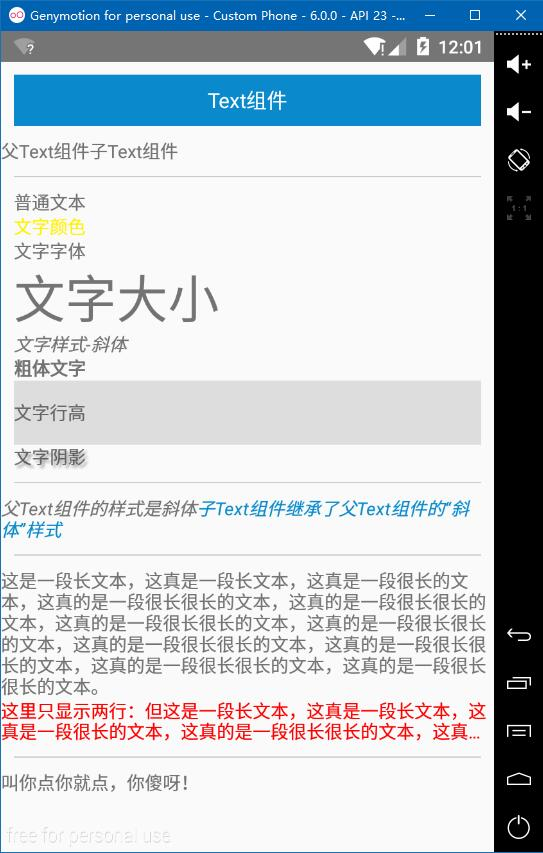 Genymotion for personal use - Custom Phone - 6.0.0 - API 23 -...
12:01
Text组件
父Text组件子Text组件
普通文本
文字颜色
文字字体
文字大小
文字样式-斜体
粗体文字
文字行高
文字阴影
父Text组件的样式是斜体子Text组件继承了父Text组件的“斜
体”样式
这是一段长文本，这真是一段长文本，这真是一段很长的文
本，这真的是一段很长很长的文本，这真的是一段很长很长的
文本，这真的是一段很长很长的文本，这真的是一段很长很长
的文本，这真的是一段很长很长的文本，这真的是一段很长很
长的文本，这真的是一段很长很长的文本，这真的是一段很长
很长的文本。
这里只显示两行：但这是一段长文本，这真是一段长文本，这
真是一段很长的文本，这真的是一段很长很长的文本，这真...
叫你点你就点，你傻呀！
free for personal use
1:1